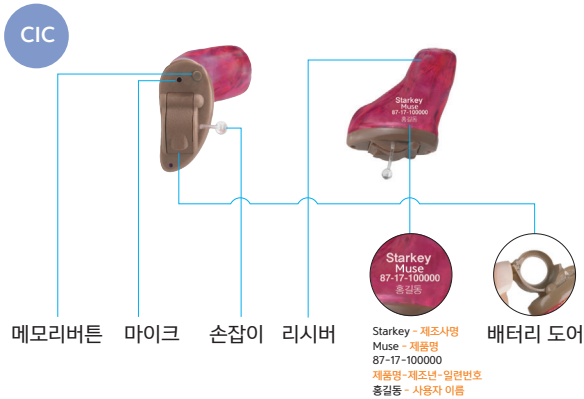 CIC
Starkey
Muse
87-17-100000
홍길동
Starkey
Muse
87-17-100000
홍길동
메모리버튼
마이크
손잡이
리시버
Starkey - 제조사명
Muse - 제품명
87-17-100000
제품명-제조년-일련번호
홍길동 - 사용자 이름
배터리 도어